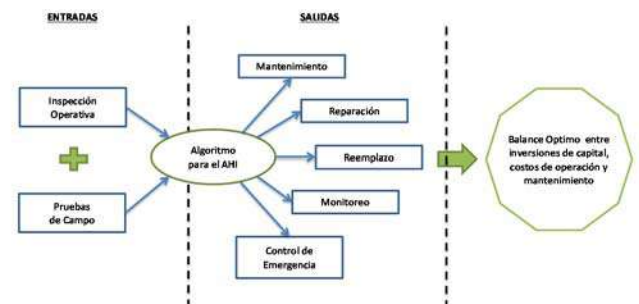 ENTRADAS
SALIDAS
Inspección
Operativa
Pruebas
de Campo
Algoritmo
para el AHI
Mantenimiento
Reparación
Reemplazo
Monitoreo
Control de
Emergencia
Balance Optimo entre
inversiones de capital,
costos de operación y
mantenimiento